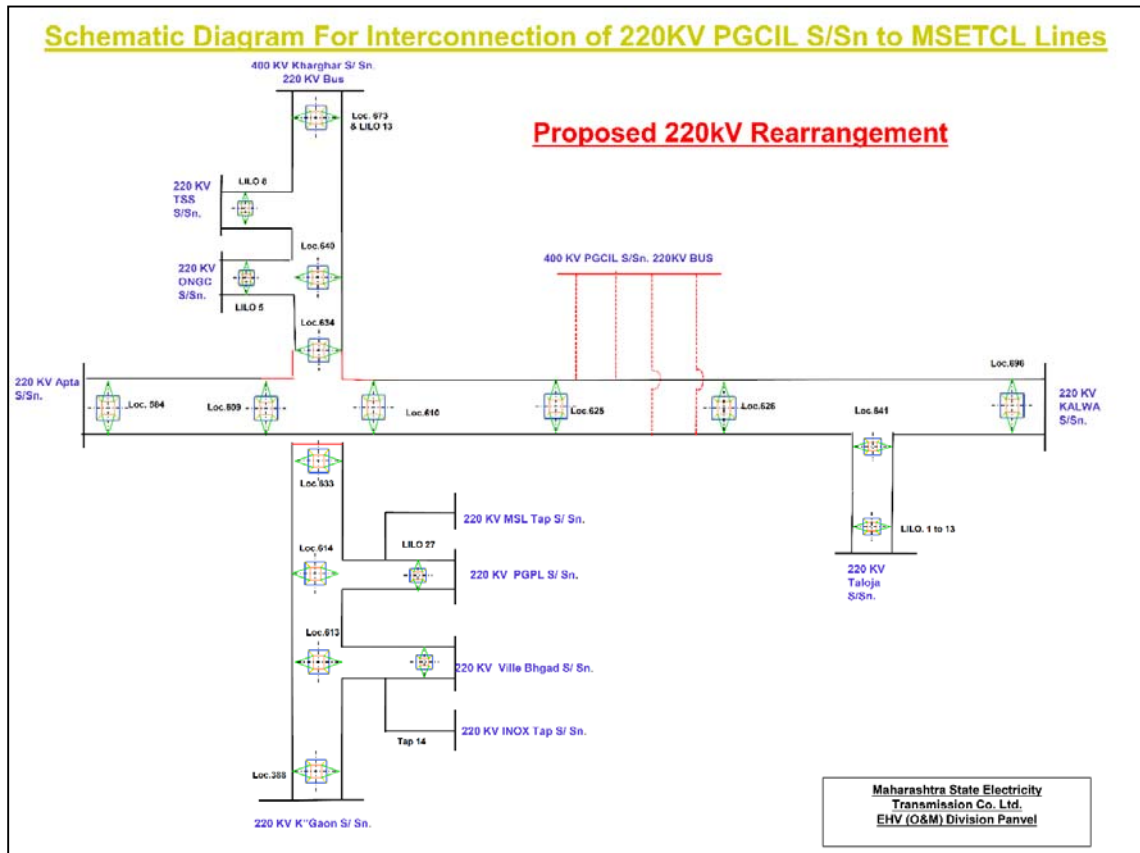 Schematic Diagram For Interconnection of 220KV PGCIL S/Sn to MSETCL Lines
400 KV Kharghar S/ Sn.
220 KV Bus
Loc. 673
& LILO 13
Proposed 220kV Rearrangement
LILO 6
220 KV
TSS
S/Sn.
Loc.640
220 KV
ONGC
S/Sn.
LILO 5
400 KV PGCIL S/Sn. 220KV BUS
Loc.634
Loc.696
220 KV Apta
S/Sn.
Loc. 584
Loc.609
Loc.610
Loc.625
Loc.626
Loc.641
220 KV
KALWA
S/Sn.
Loc.633
220 KV MSL Tap S/ Sn.
LILO. 1 to 13
Loc.614
LILO 27
220 KV PGPL S/ Sn.
220 KV
Taloja
S/Sn.
Loc.613
220 KV Ville Bhgad S/ Sn.
220 KV INOX Tap S/ Sn.
Tap 14
Loc.388
220 KV K"Gaon S/ Sn.
Maharashtra State Electricity
Transmission Co. Ltd.
EHV (O&M) Division Panvel